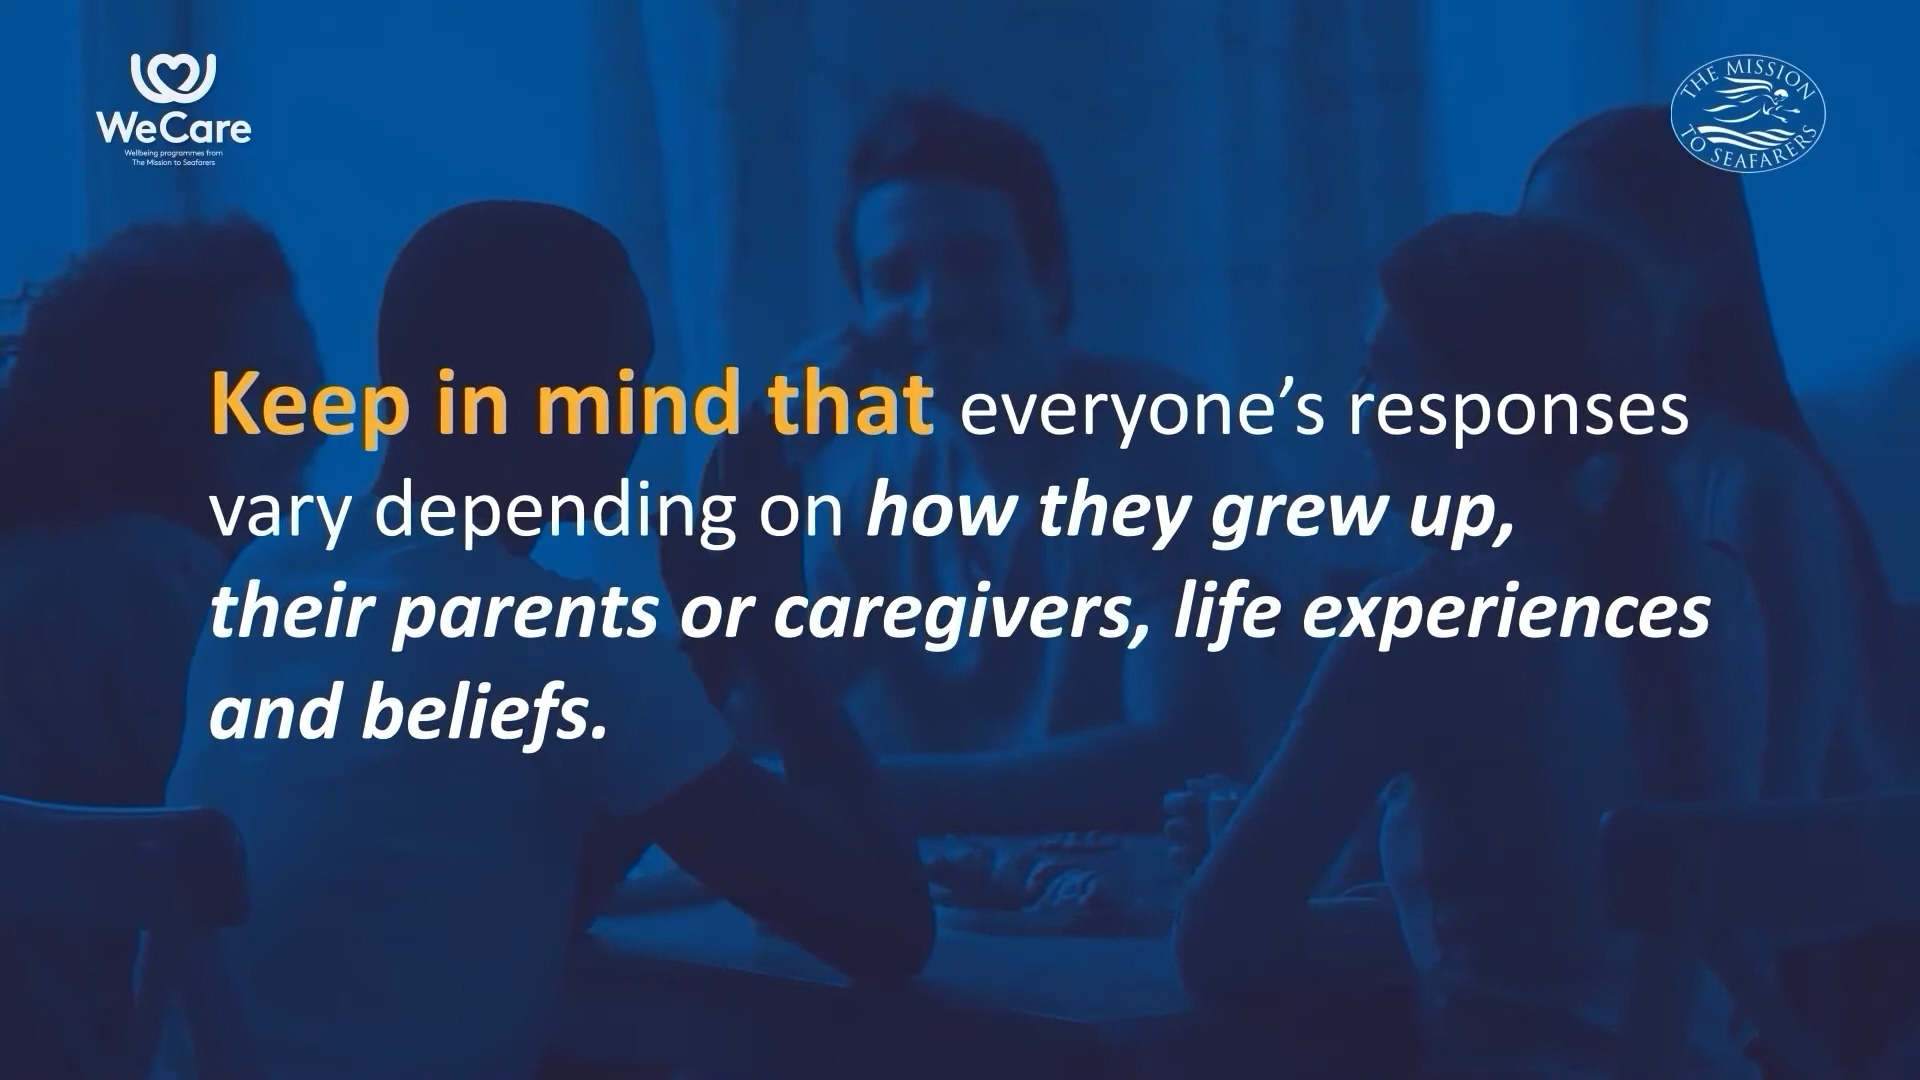 WeCare
Wellbeing programmes from
The Mission to Seafarers
THE MISSION
TO SEAFARERS
Keep in mind that everyone’s responses
vary depending on how they grew up,
their parents or caregivers, life experiences
and beliefs.